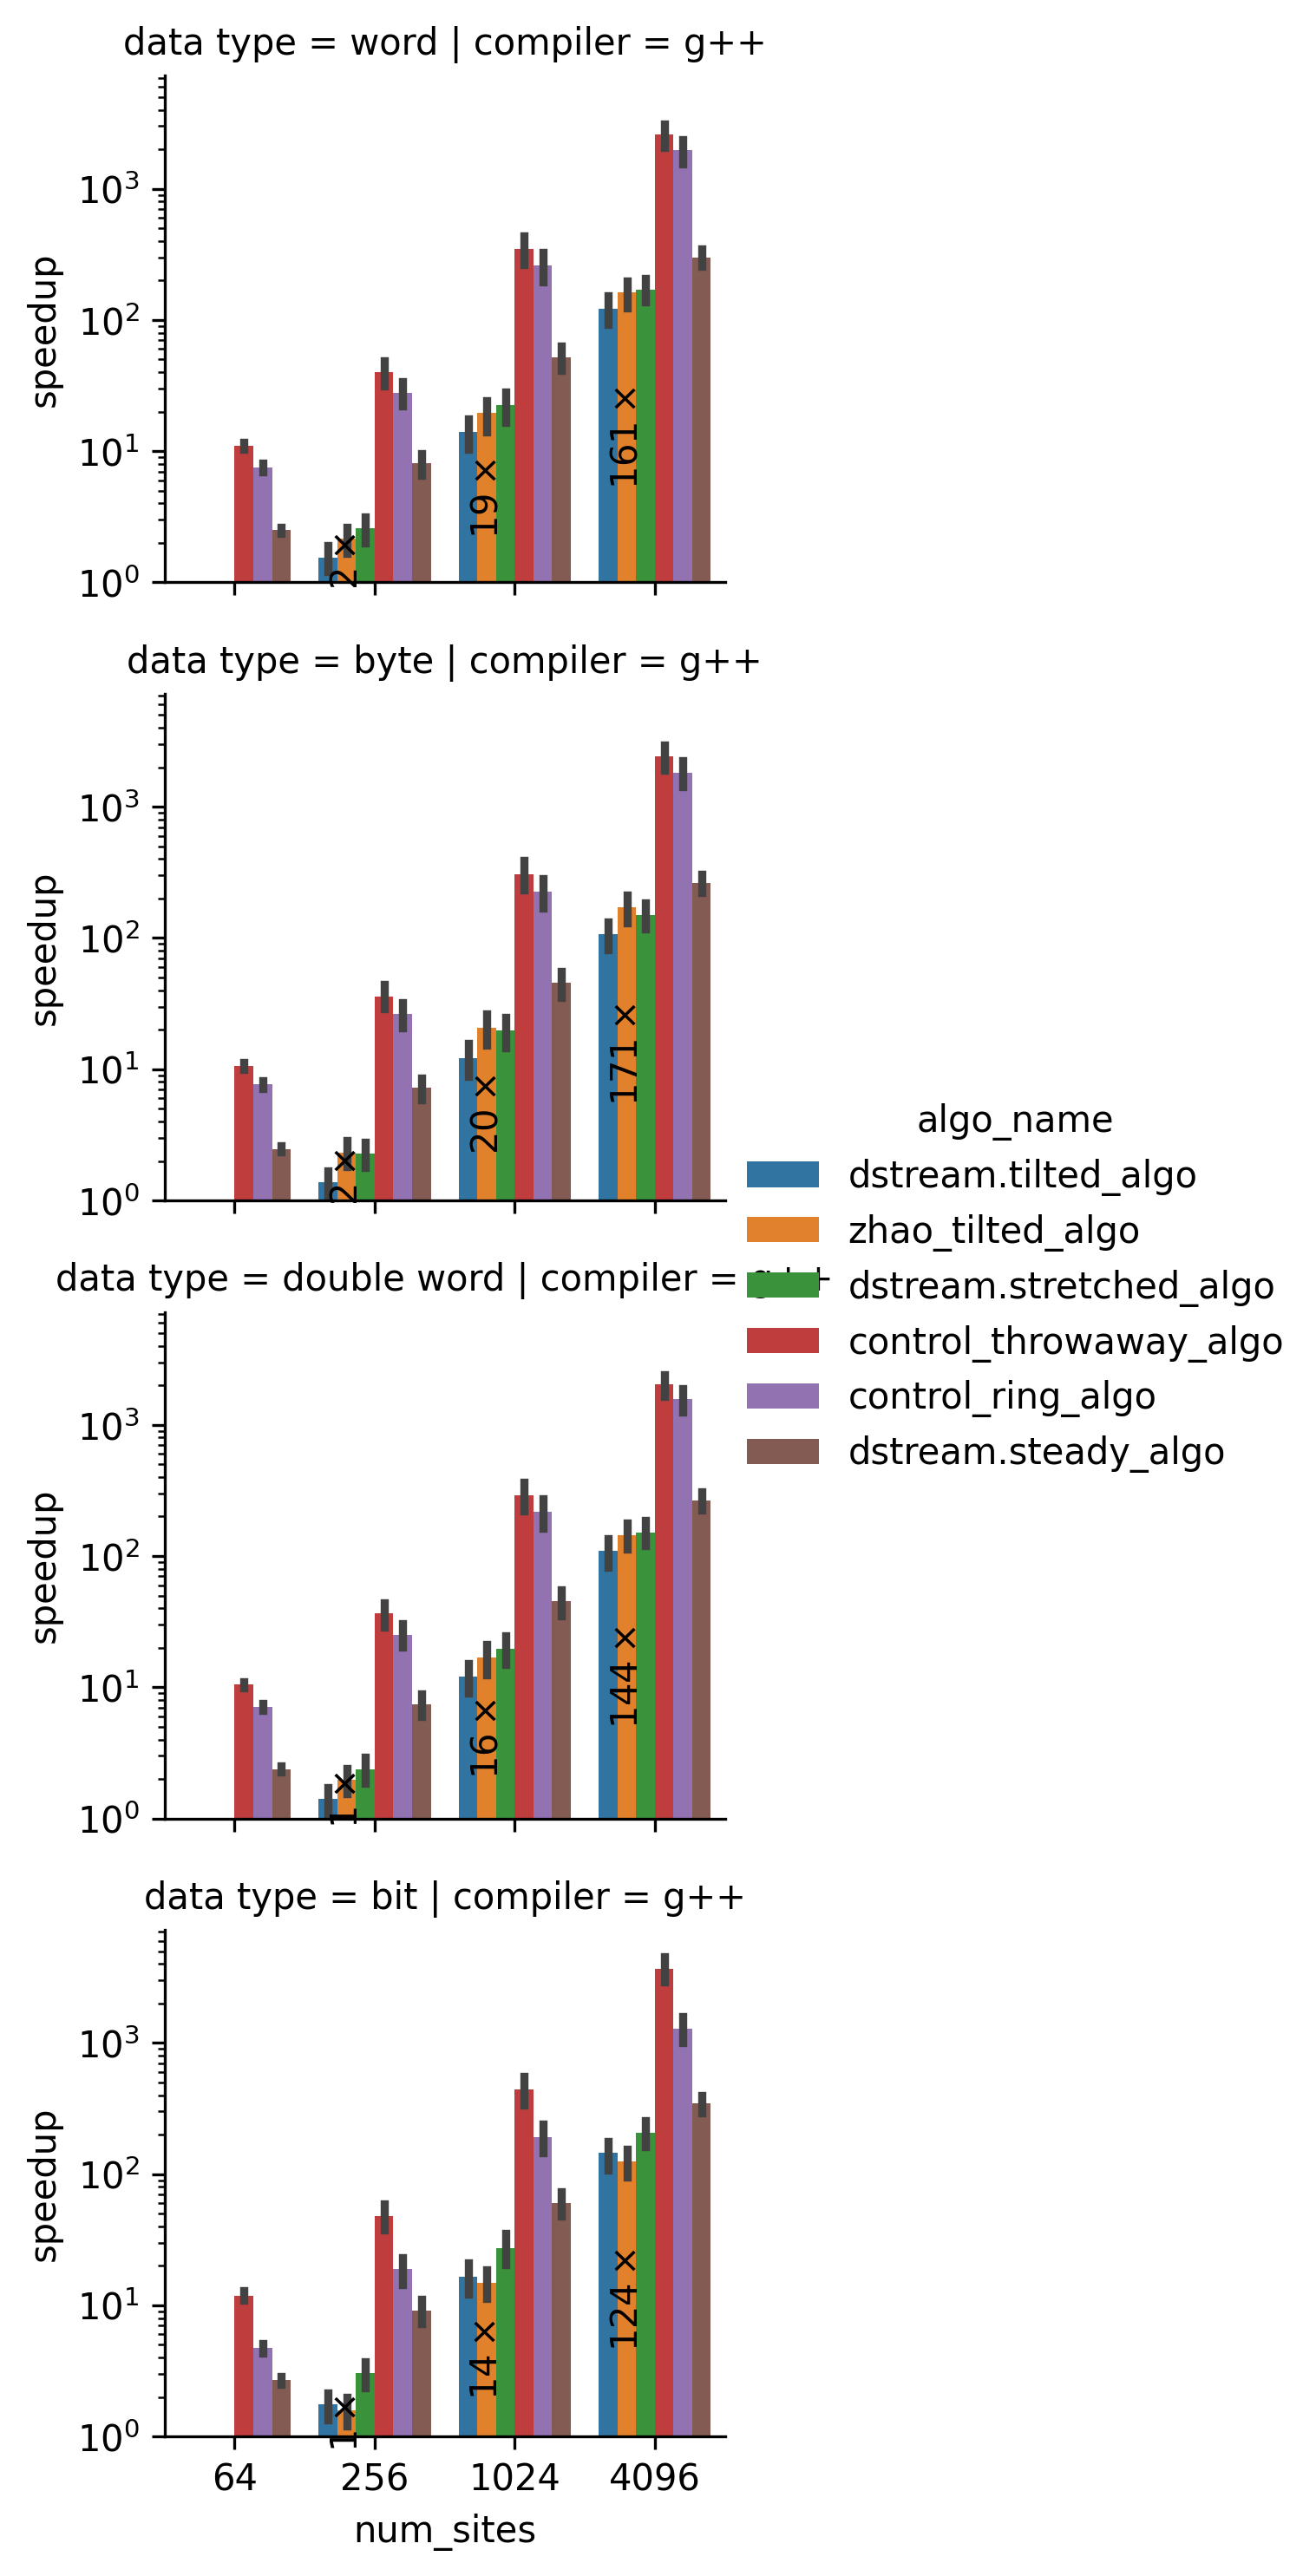 data type = word | compiler = g++
speedup
10³
10²
10¹
10⁰
2 ×
19 ×
161 ×
data type = byte | compiler = g++
speedup
10³
10²
10¹
10⁰
2 ×
20 ×
171 ×
algo_name
dstream.tilted_algo
zhao_tilted_algo
dstream.stretched_algo
control_throwaway_algo
control_ring_algo
dstream.steady_algo
data type = double word | compiler = g++
speedup
10³
10²
10¹
10⁰
1 ×
16 ×
144 ×
data type = bit | compiler = g++
speedup
10³
10²
10¹
10⁰
1 ×
14 ×
124 ×
64 256 1024 4096
num_sites